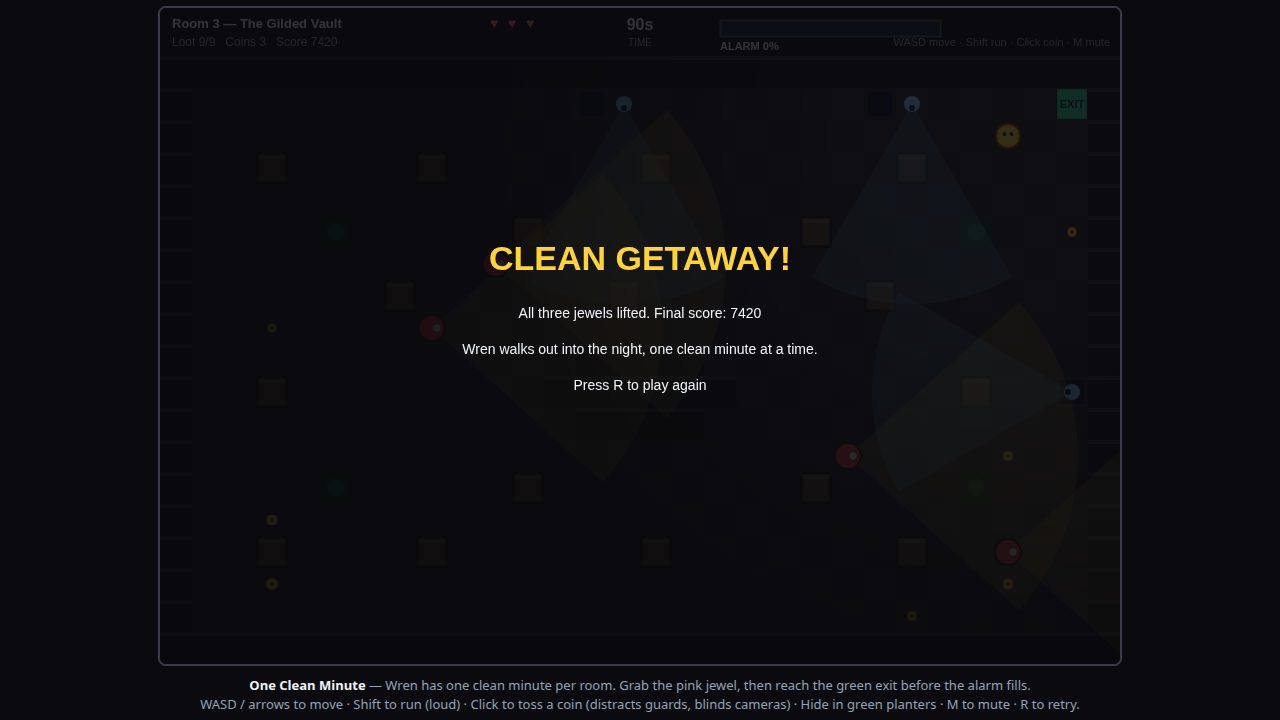 Room 3 — The Gilded Vault
Loot 9/9 Coins 3 Score 7420
♥ ♥ ♥
90s
TIME
ALARM 0%
WASD move · Shift run · Click coin · M mute
EXIT
CLEAN GETAWAY!
All three jewels lifted. Final score: 7420
Wren walks out into the night, one clean minute at a time.
Press R to play again
One Clean Minute — Wren has one clean minute per room. Grab the pink jewel, then reach the green exit before the alarm fills.
WASD / arrows to move · Shift to run (loud) · Click to toss a coin (distracts guards, blinds cameras) · Hide in green planters · M to mute · R to retry.